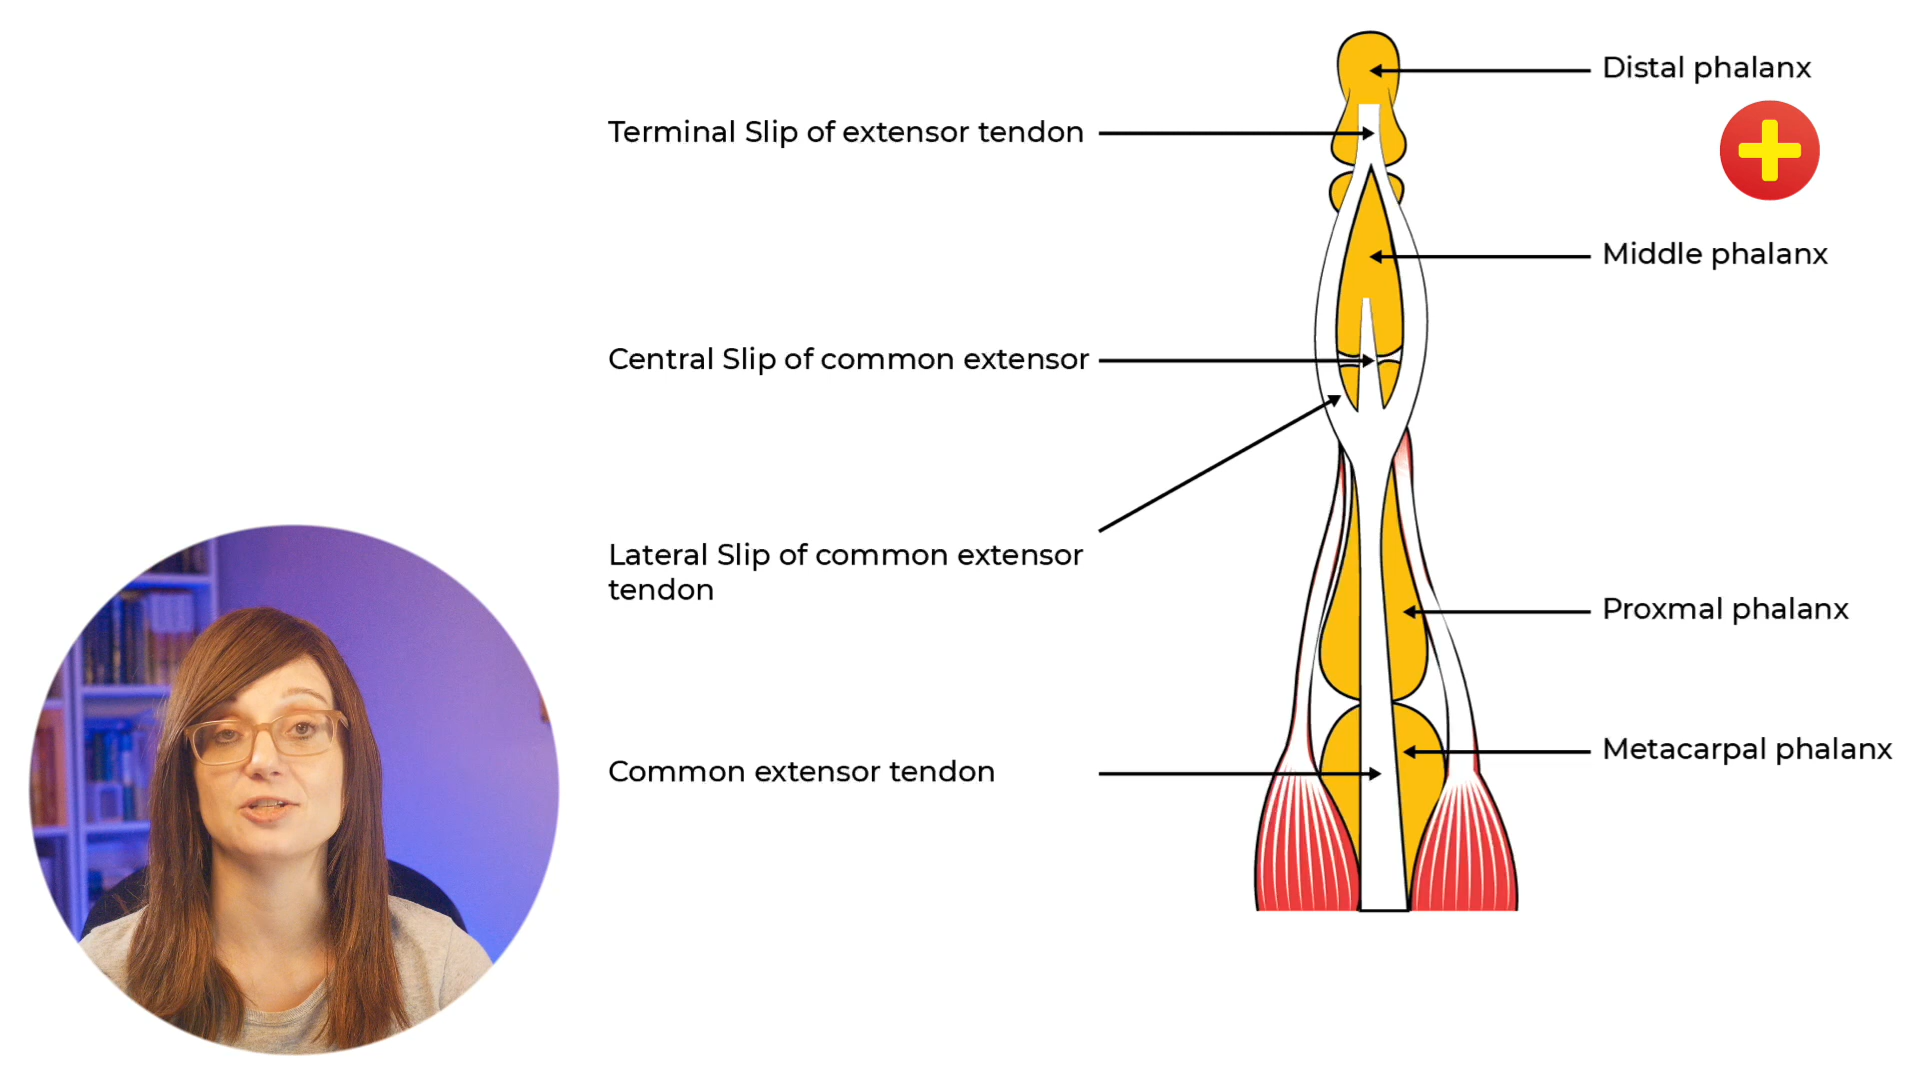 Distal phalanx
Terminal Slip of extensor tendon
Middle phalanx
Central Slip of common extensor
Lateral Slip of common extensor
tendon
Proxmal phalanx
Metacarpal phalanx
Common extensor tendon